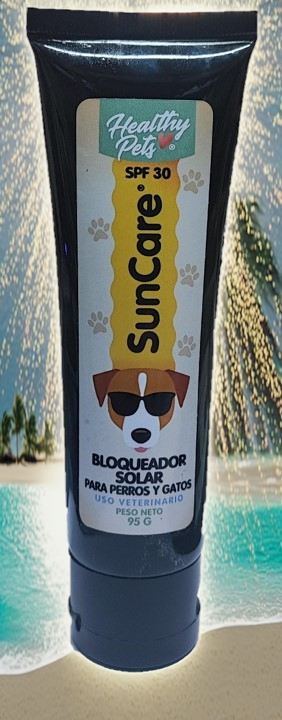 Healthy
Pets®
SPF 30
SunCare®
BLOQUEADOR
SOLAR
PARA PERROS Y GATOS
USO VETERINARIO
PESO NETO
95 G